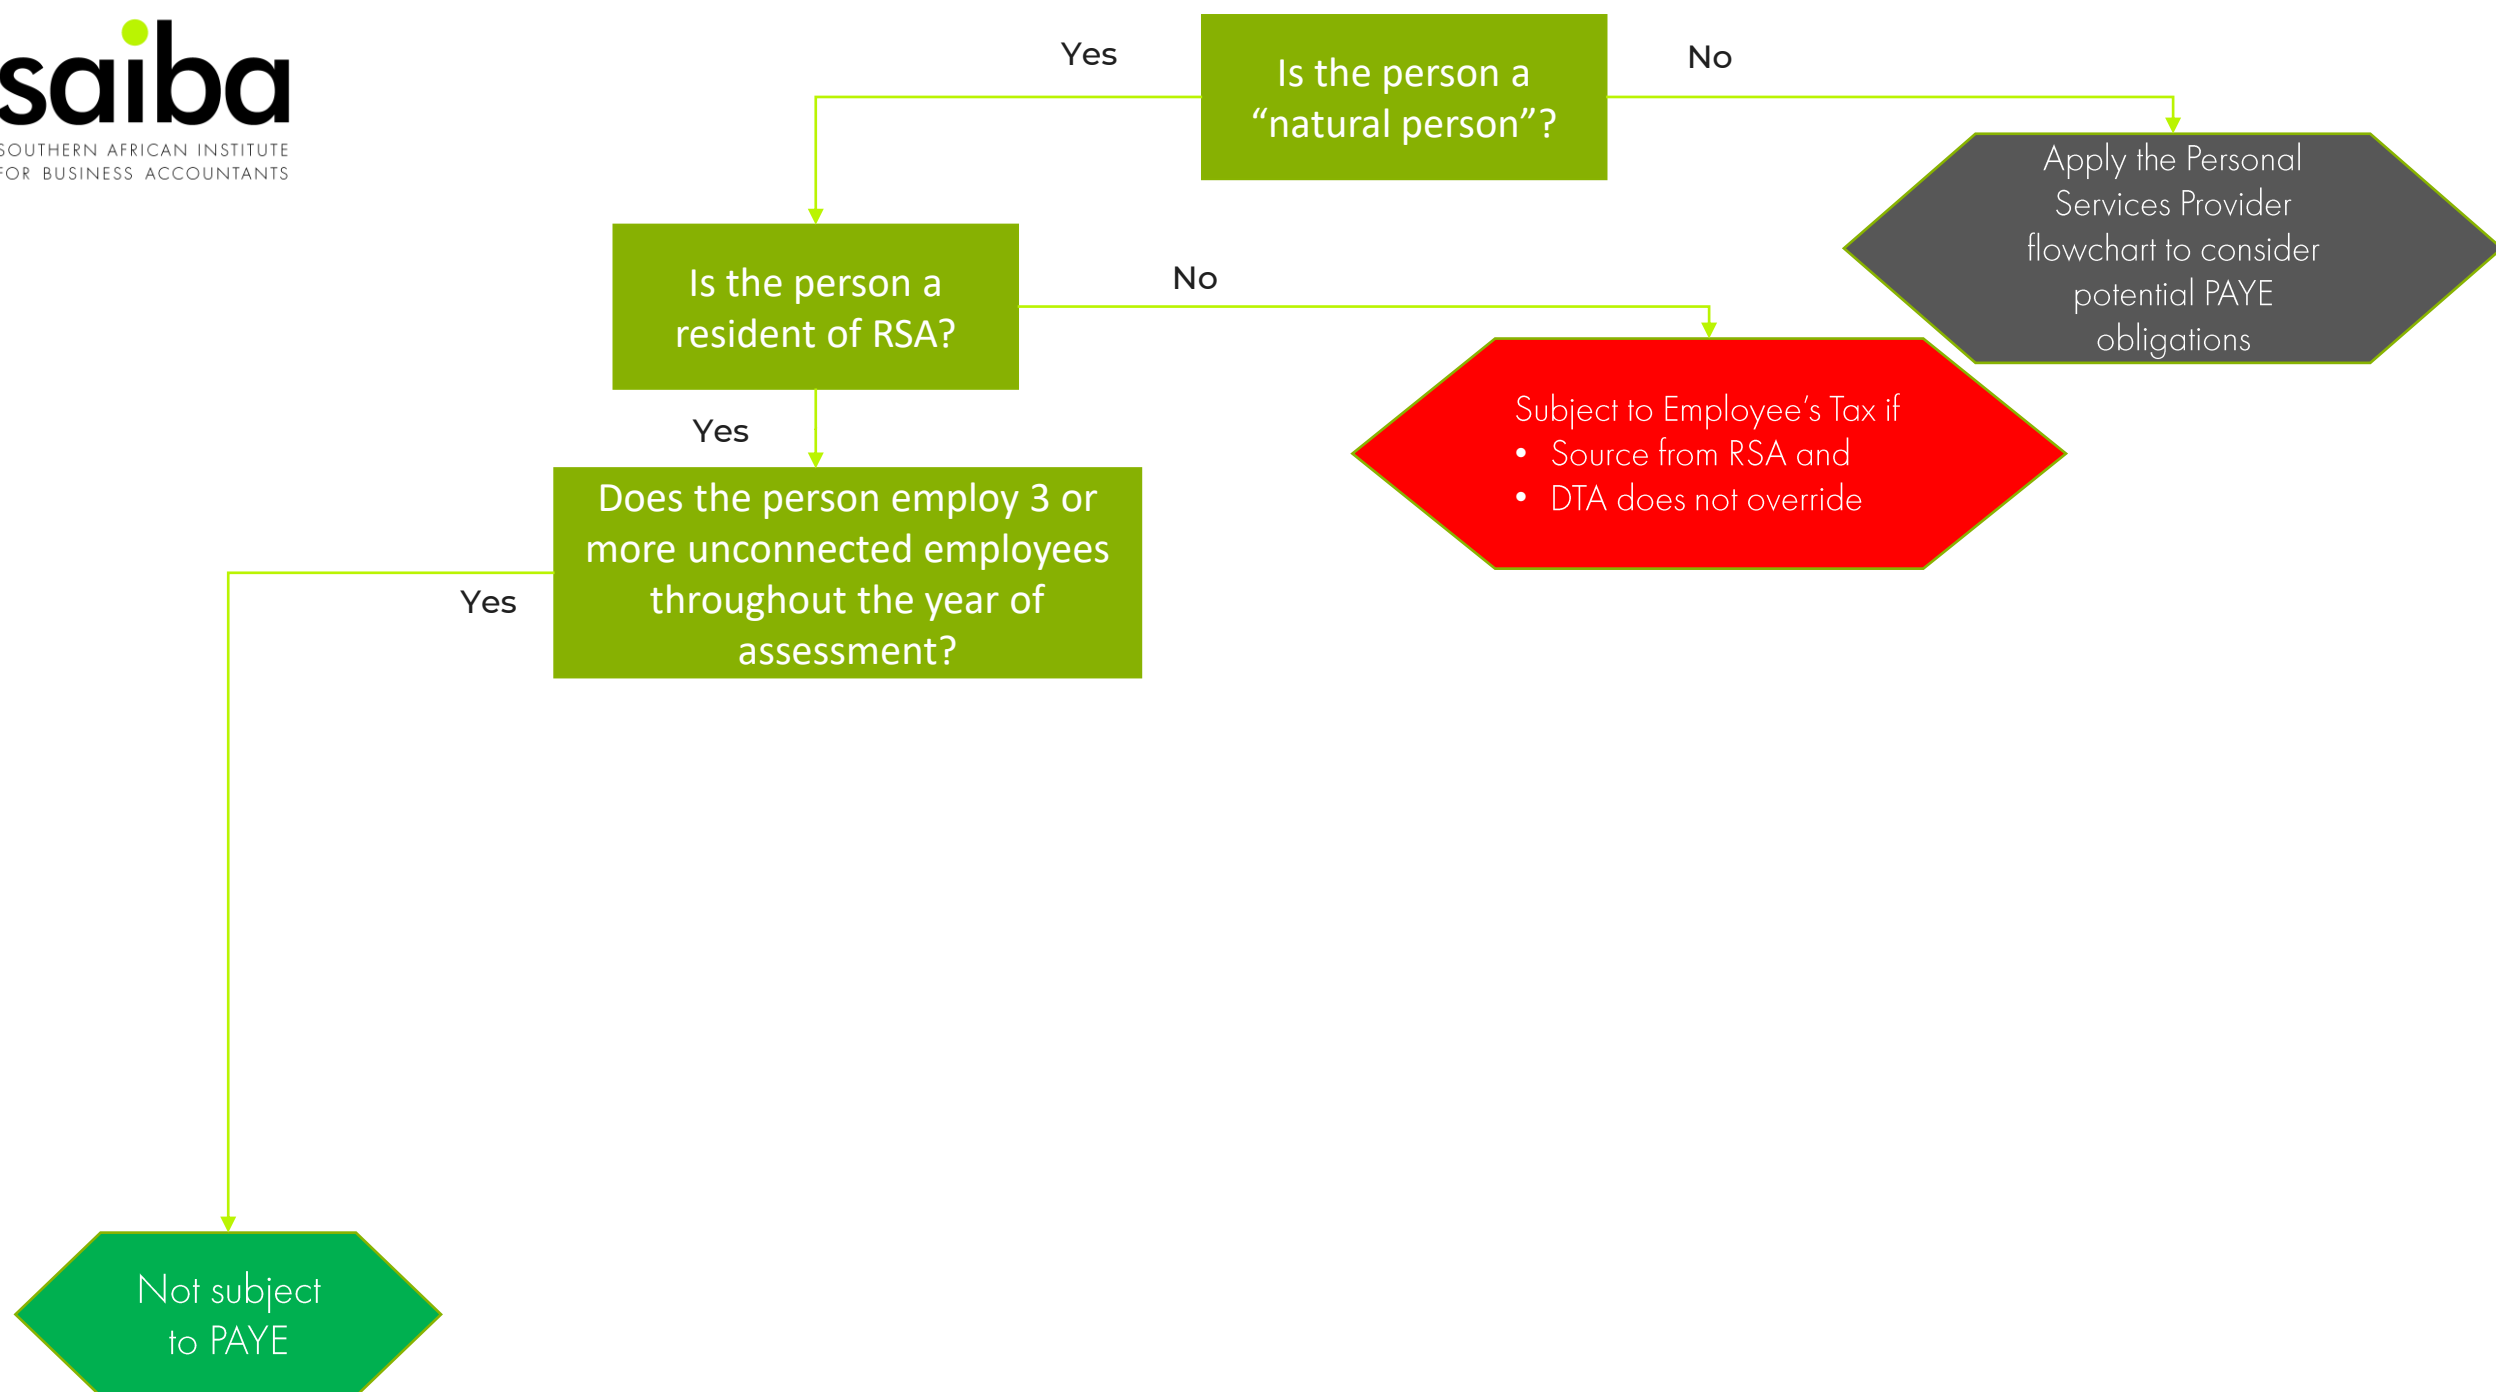 saiba
SOUTHERN AFRICAN INSTITUTE
FOR BUSINESS ACCOUNTANTS
Yes
Is the person a
“natural person”?
No
Apply the Personal
Services Provider
flowchart to consider
potential PAYE
obligations
Is the person a
resident of RSA?
No
Subject to Employee’s Tax if
• Source from RSA and
• DTA does not override
Yes
Does the person employ 3 or
more unconnected employees
throughout the year of
assessment?
Yes
Not subject
to PAYE